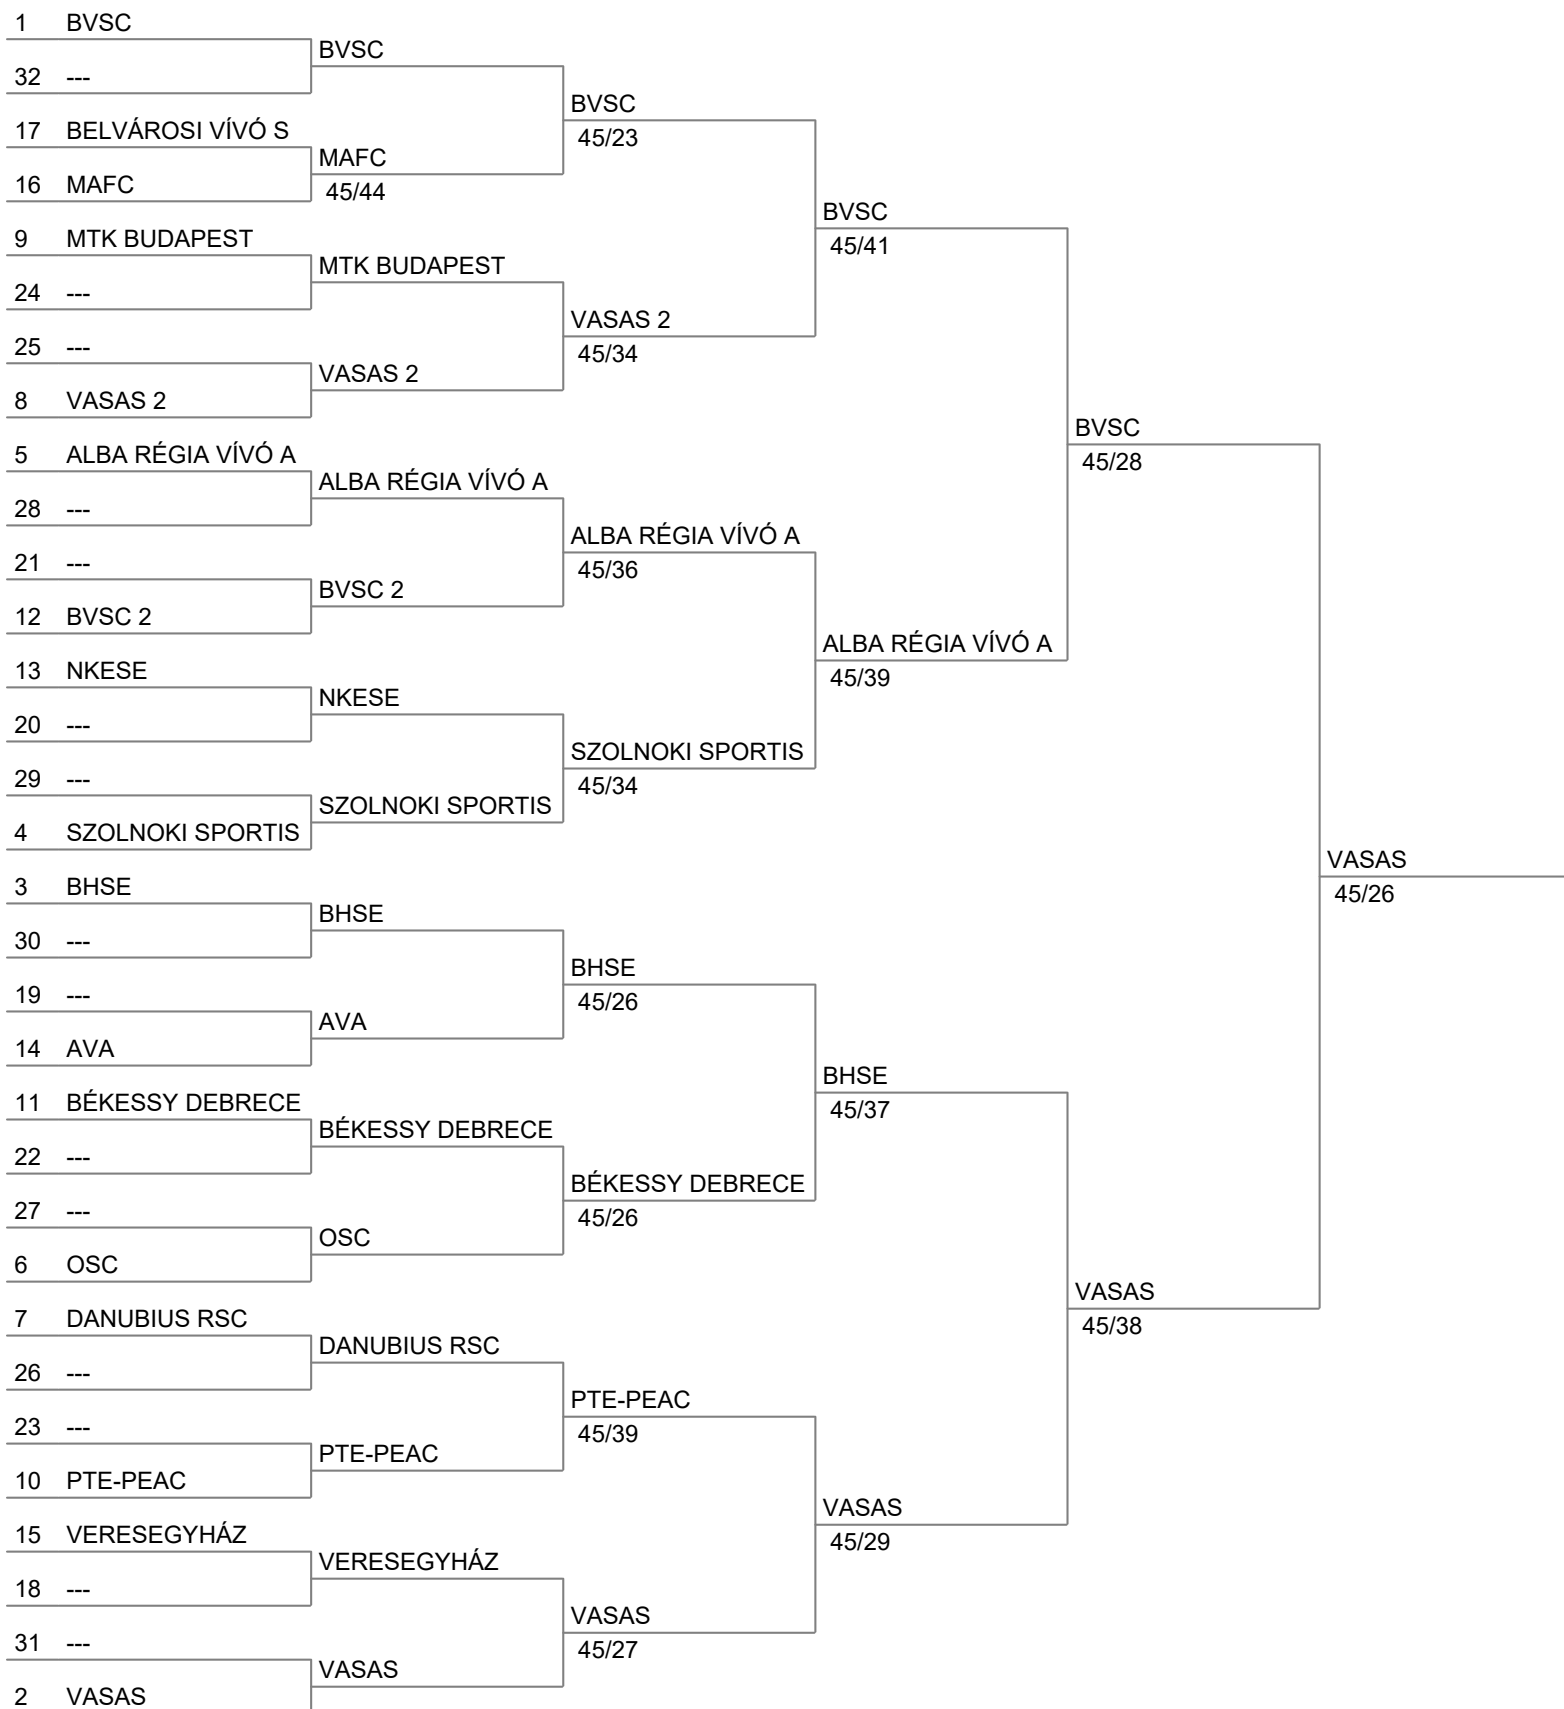 1 BVSC
32 ---
17 BELVÁROSI VÍVÓ S
16 MAFC
9 MTK BUDAPEST
24 ---
25 ---
8 VASAS 2
5 ALBA RÉGIA VÍVÓ A
28 ---
21 ---
12 BVSC 2
13 NKESE
20 ---
29 ---
4 SZOLNOKI SPORTIS
3 BHSE
30 ---
19 ---
14 AVA
11 BÉKESSY DEBRECE
22 ---
27 ---
6 OSC
7 DANUBIUS RSC
26 ---
23 ---
10 PTE-PEAC
15 VERESEGYHÁZ
18 ---
31 ---
2 VASAS
BVSC
MAFC
45/44
MTK BUDAPEST
VASAS 2
ALBA RÉGIA VÍVÓ A
BVSC 2
NKESE
SZOLNOKI SPORTIS
BHSE
AVA
BÉKESSY DEBRECE
OSC
DANUBIUS RSC
PTE-PEAC
VERESEGYHÁZ
VASAS
BVSC
45/23
VASAS 2
45/34
ALBA RÉGIA VÍVÓ A
45/36
SZOLNOKI SPORTIS
45/34
BHSE
45/26
BÉKESSY DEBRECE
45/26
PTE-PEAC
45/39
VASAS
45/27
BVSC
45/41
ALBA RÉGIA VÍVÓ A
45/39
BHSE
45/37
VASAS
45/29
BVSC
45/28
VASAS
45/38
VASAS
45/26